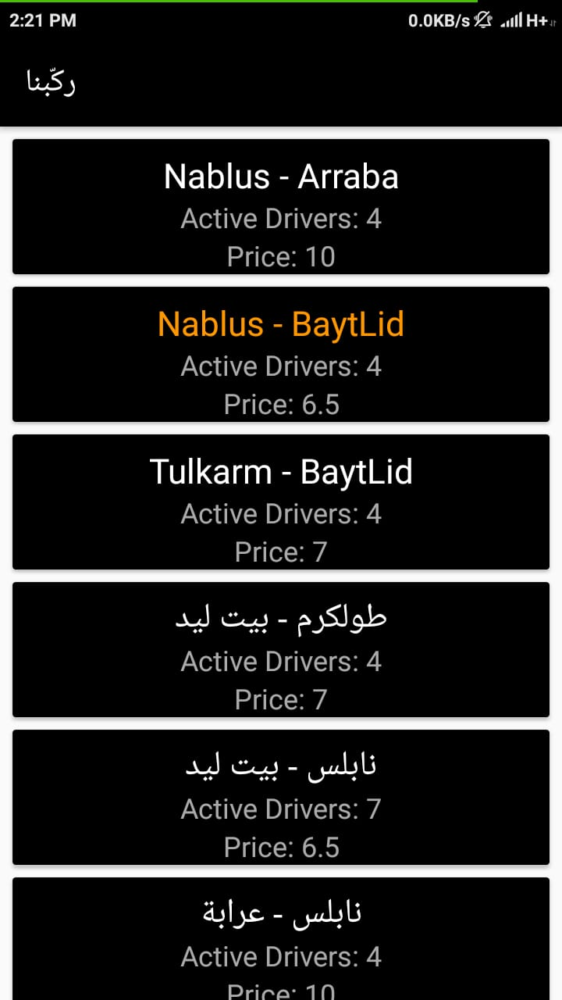 2:21 PM 0.0KB/s H+
ركّبنا
Nablus - Arraba
Active Drivers: 4
Price: 10
Nablus - BaytLid
Active Drivers: 4
Price: 6.5
Tulkarm - BaytLid
Active Drivers: 4
Price: 7
طولكرم - بيت ليد
Active Drivers: 4
Price: 7
نابلس - بيت ليد
Active Drivers: 7
Price: 6.5
نابلس - عرابة
Active Drivers: 4
Price: 10